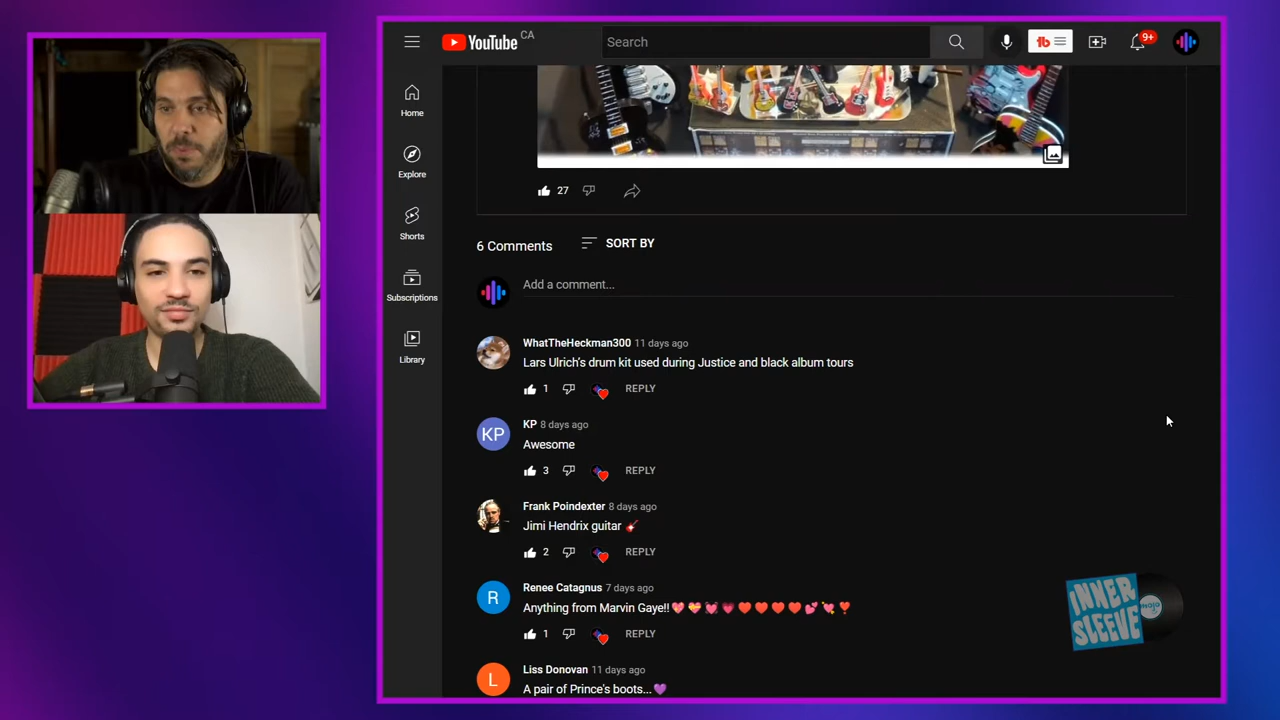 YouTube CA
Search
9+
Home
Explore
Shorts
Subscriptions
Library
27
6 Comments
SORT BY
Add a comment...
WhatTheHeckman300 11 days ago
Lars Ulrich's drum kit used during Justice and black album tours
1
REPLY
KP
KP 8 days ago
Awesome
3
REPLY
Frank Poindexter 8 days ago
Jimi Hendrix guitar 🎸
2
REPLY
R
Renee Catagnus 7 days ago
Anything from Marvin Gaye!!💖💝💓💗♥️♥️♥️♥️💕💘❣️
1
REPLY
L
Liss Donovan 11 days ago
A pair of Prince's boots...💜
INNER
SLEEVE
mojo